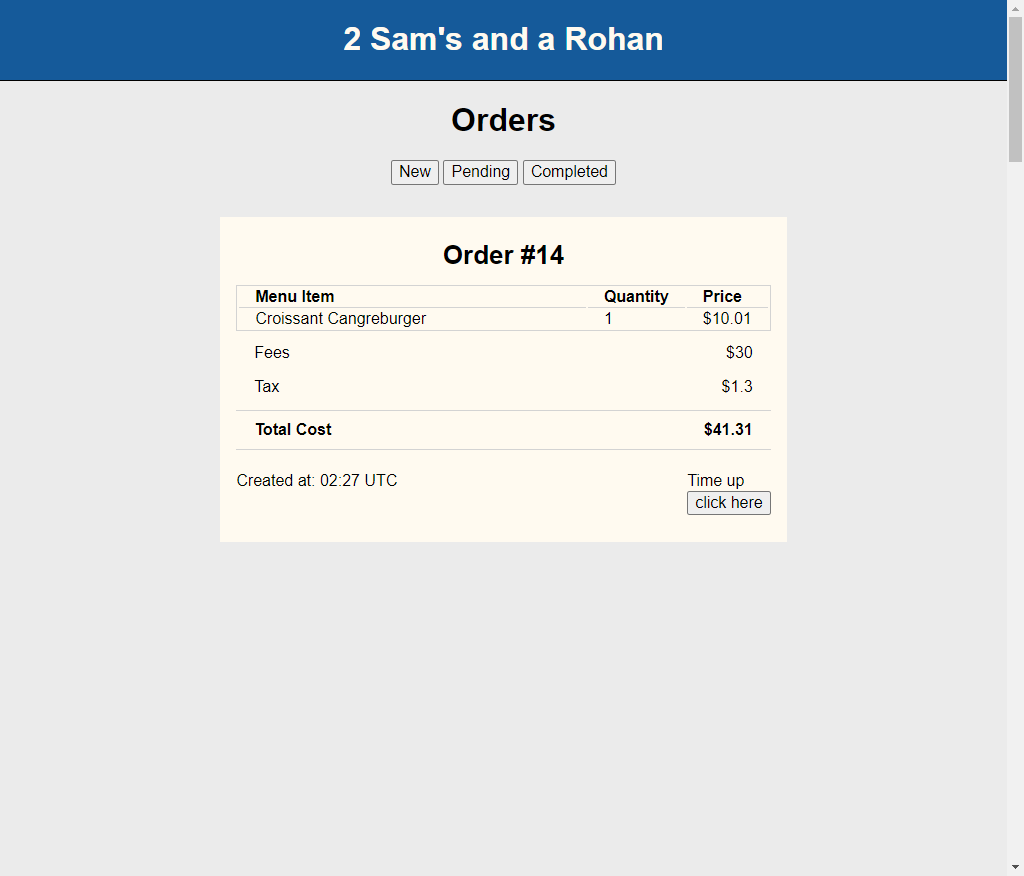 2 Sam's and a Rohan
Orders
New Pending Completed
Order #14
Menu Item Quantity Price
Croissant Cangreburger 1 $10.01
Fees $30
Tax $1.3
Total Cost $41.31
Created at: 02:27 UTC Time up
click here